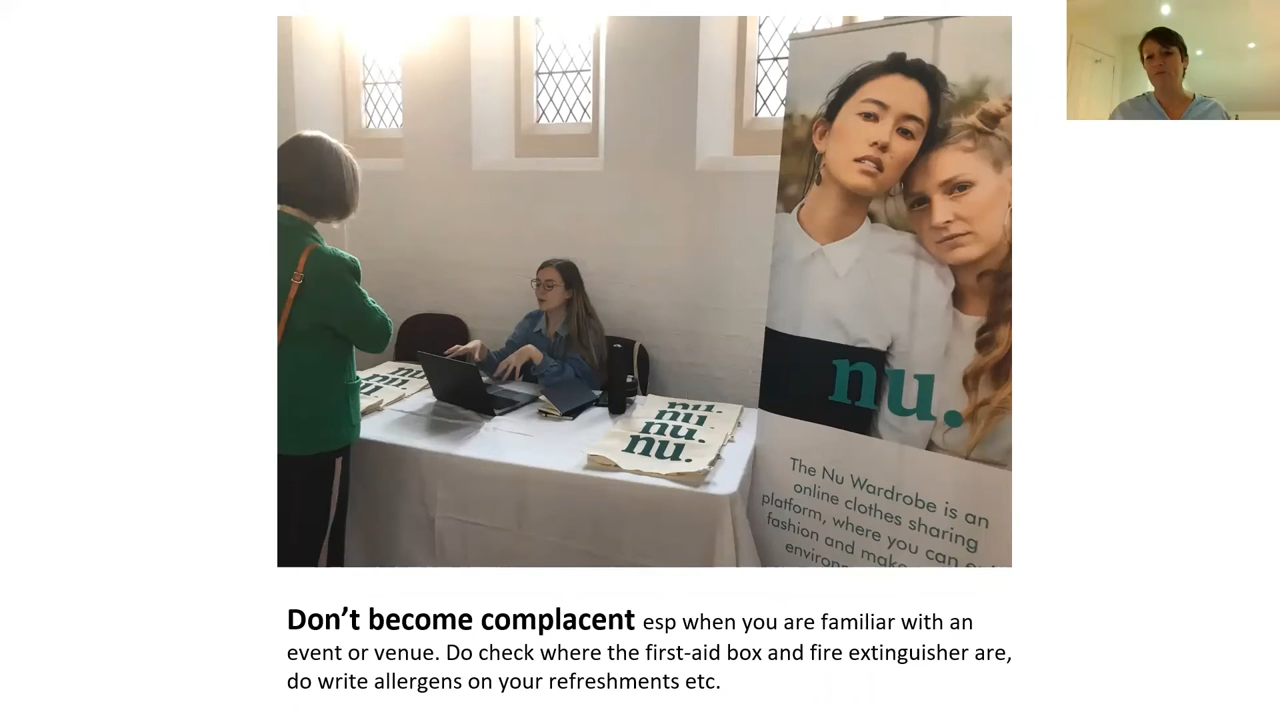 nu.
nu.
nu.
nu.
nu.
nu.
The Nu Wardrobe is an
online clothes sharing
platform, where you can
fashion and make
Don’t become complacent esp when you are familiar with an
event or venue. Do check where the first-aid box and fire extinguisher are,
do write allergens on your refreshments etc.